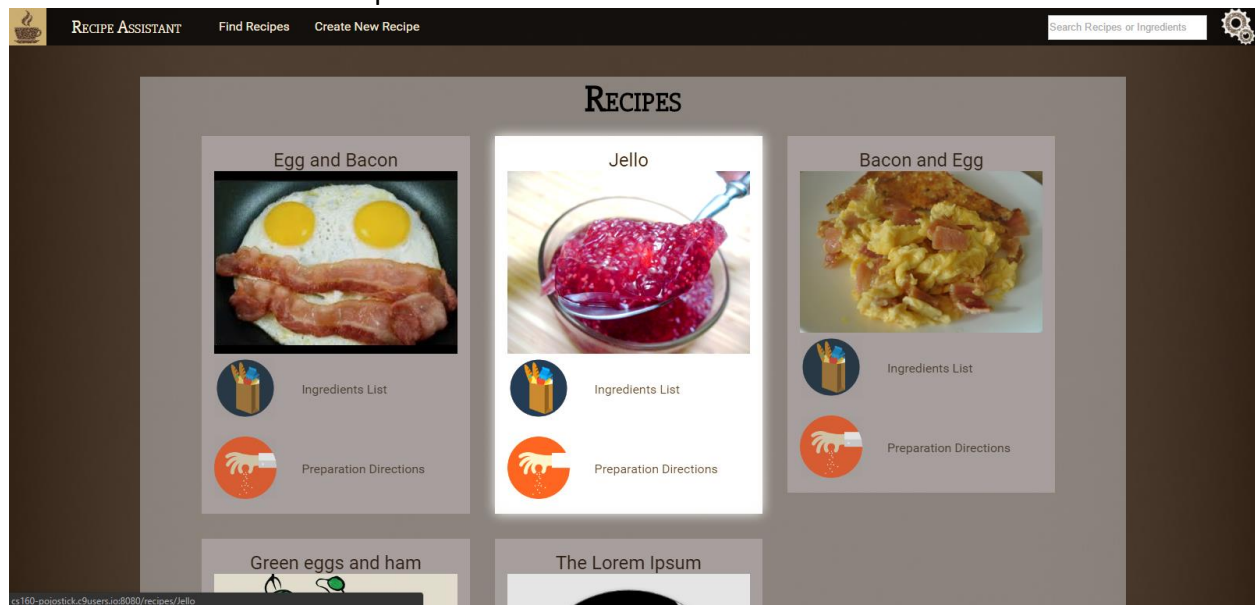 Recipe Assistant Find Recipes Create New Recipe Search Recipes or Ingredients
Recipes
Egg and Bacon
Ingredients List
Preparation Directions
Jello
Ingredients List
Preparation Directions
Bacon and Egg
Ingredients List
Preparation Directions
Green eggs and ham
The Lorem Ipsum
cs160-pojostick.c9users.io:8080/recipes/Jello